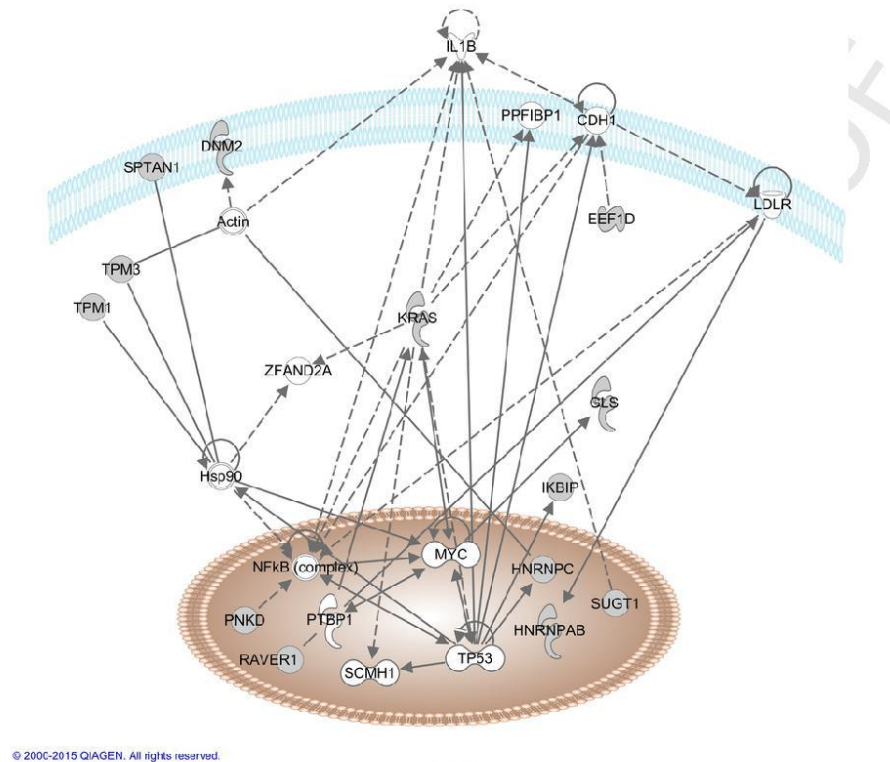 IL1B
PPFIBP1
CDH1
DNM2
SPTAN1
LDLR
EEF1D
Actin
TPM3
TPM1
KRAS
ZFAND2A
GLS
Hsp90
IKBIP
MYC
NFkB (complex)
HNRNPC
SUGT1
PNKD
PTBP1
HNRNPAB
RAVER1
TP53
SCMH1
© 2000-2015 QIAGEN. All rights reserved.